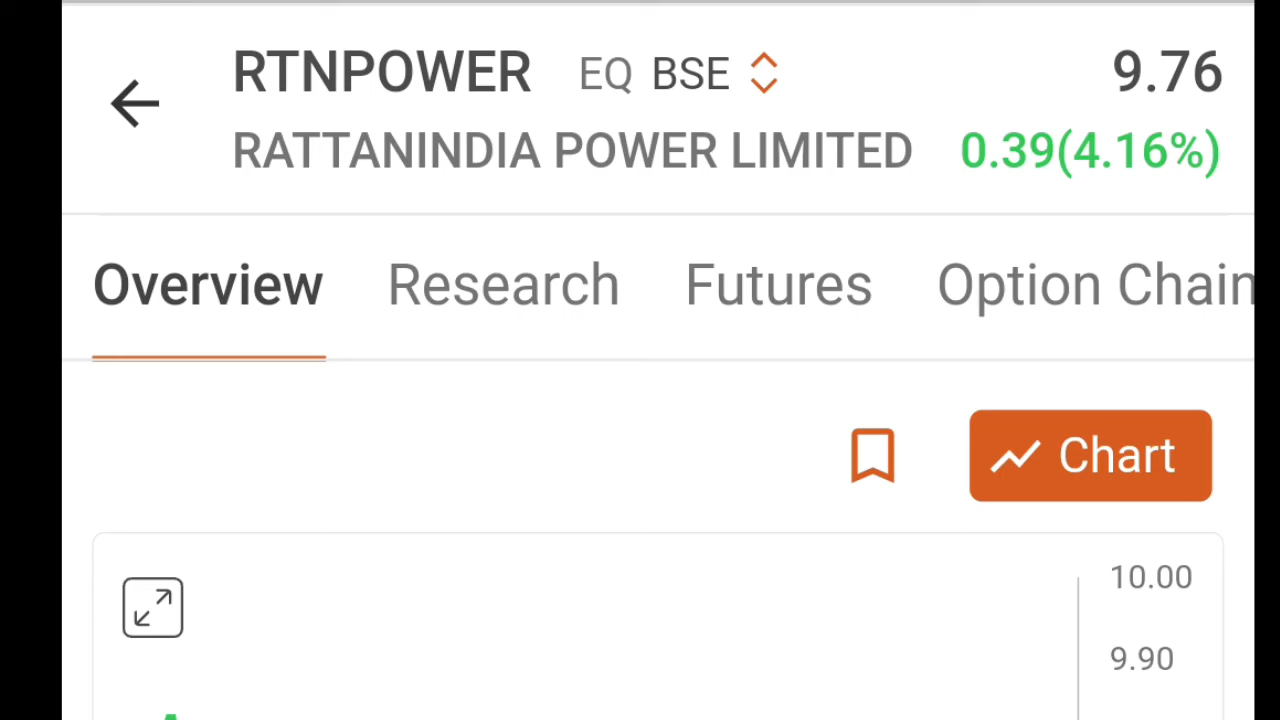 RTNPOWER EQ BSE 9.76
RATTANINDIA POWER LIMITED 0.39(4.16%)
Overview Research Futures Option Chain
Chart
10.00
9.90